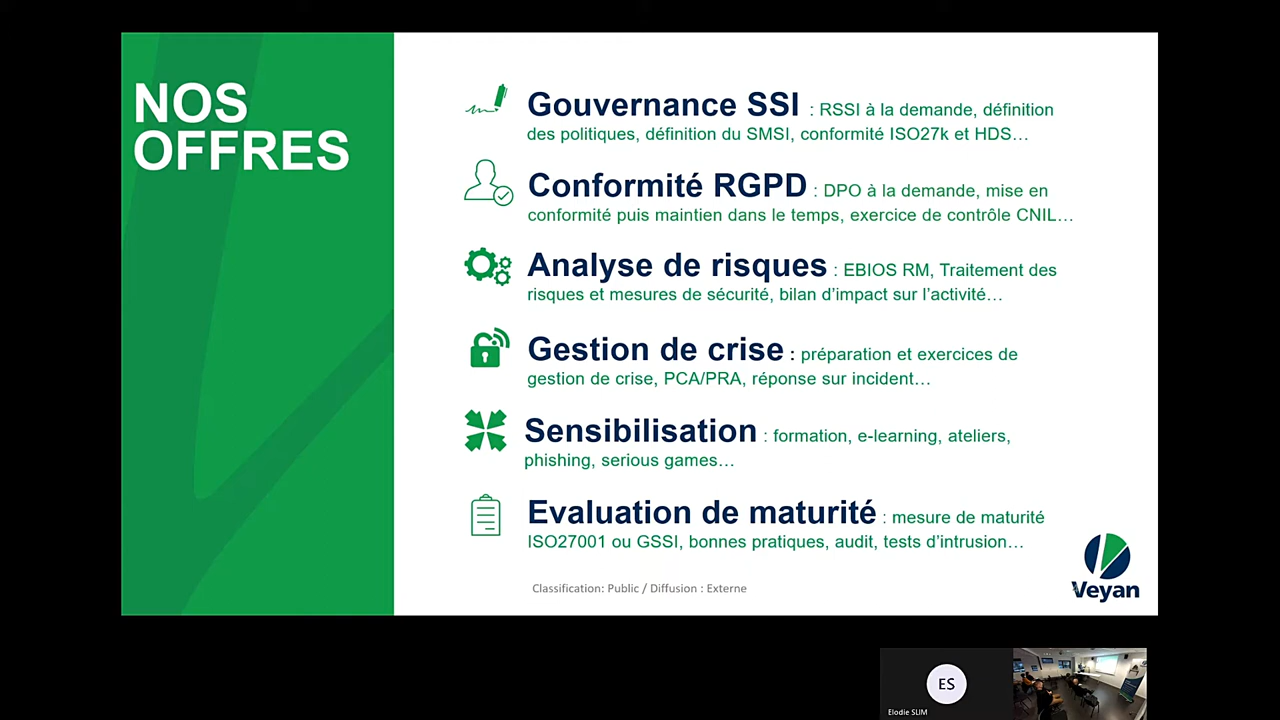 NOS
OFFRES
Gouvernance SSI : RSSI à la demande, définition
des politiques, définition du SMSI, conformité ISO27k et HDS…
Conformité RGPD : DPO à la demande, mise en
conformité puis maintien dans le temps, exercice de contrôle CNIL…
Analyse de risques : EBIOS RM, Traitement des
risques et mesures de sécurité, bilan d’impact sur l’activité…
Gestion de crise : préparation et exercices de
gestion de crise, PCA/PRA, réponse sur incident…
Sensibilisation : formation, e-learning, ateliers,
phishing, serious games…
Evaluation de maturité : mesure de maturité
ISO27001 ou GSSI, bonnes pratiques, audit, tests d’intrusion…
Classification: Public / Diffusion : Externe
Veyan
ES
Elodie SLIM